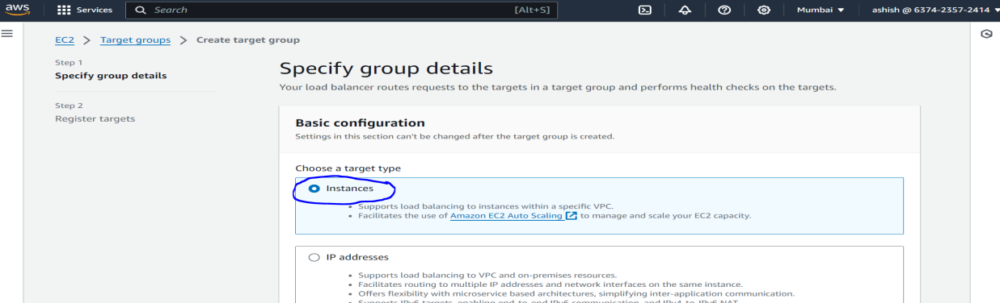 aws
Services
Search [Alt+S]
Mumbai
ashish @ 6374-2357-2414
EC2 > Target groups > Create target group
Step 1
Specify group details
Step 2
Register targets
Specify group details
Your load balancer routes requests to the targets in a target group and performs health checks on the targets.
Basic configuration
Settings in this section can't be changed after the target group is created.
Choose a target type
Instances
• Supports load balancing to instances within a specific VPC.
• Facilitates the use of Amazon EC2 Auto Scaling to manage and scale your EC2 capacity.
IP addresses
• Supports load balancing to VPC and on-premises resources.
• Facilitates routing to multiple IP addresses and network interfaces on the same instance.
• Offers flexibility with microservice based architectures, simplifying inter-application communication.
• Supports IPv6 targets, enabling end-to-end IPv6 communication, and IPv4-to-IPv6 NAT.